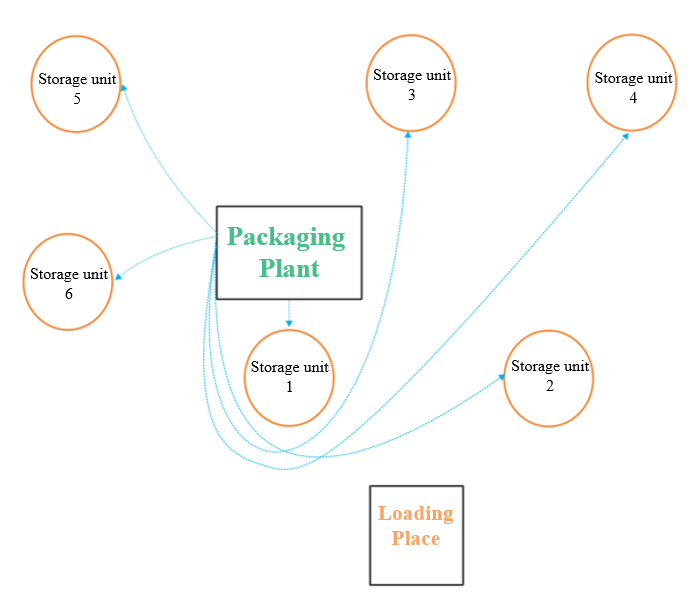 Storage unit
5
Storage unit
3
Storage unit
4
Packaging
Plant
Storage unit
6
Storage unit
1
Storage unit
2
Loading
Place